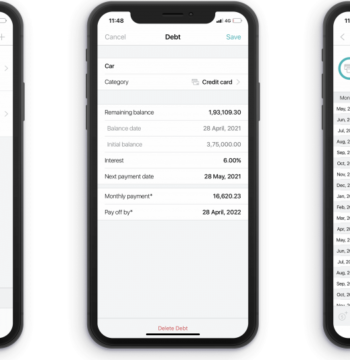 11:48
4G
Cancel Debt Save
Car
Category Credit card
Remaining balance 1,93,109.30
Balance date 28 April, 2021
Initial balance 3,75,000.00
Interest 6.00%
Next payment date 28 May, 2021
Monthly payment* 16,620.23
Pay off by* 28 April, 2022
Delete Debt
11
Mon
May, 2
Jun, 2
Jul, 20
Aug, 2
Sep, 2
Oct, 2
Nov, 2
Dec, 2
Jan, 2
Feb, 2
Mar, 2
Apr, 2
May, 2
Jun, 2
Jul, 20
Aug, 2
Sep, 2
Oct, 2